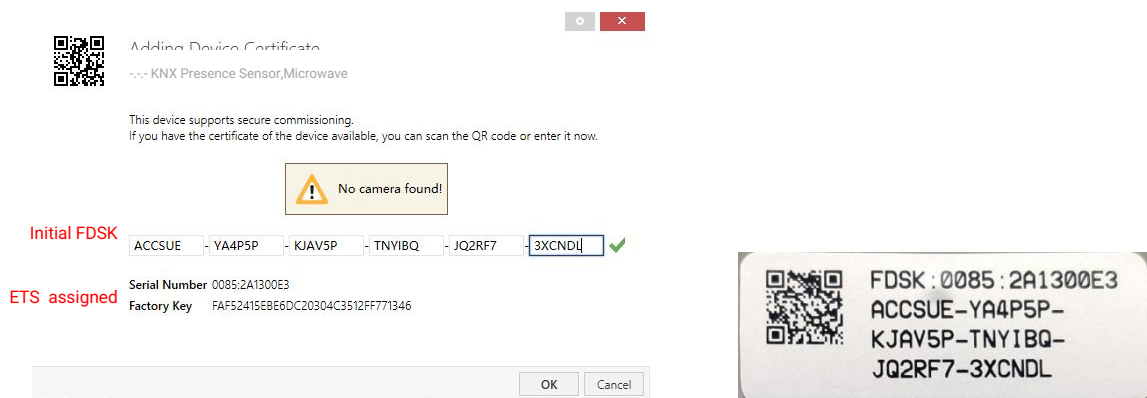 Adding Device Certificate
-.-.- KNX Presence Sensor,Microwave
This device supports secure commissioning.
If you have the certificate of the device available, you can scan the QR code or enter it now.
No camera found!
Initial FDSK
ACCSUE - YA4P5P - KJAV5P - TNYIBQ - JQ2RF7 - 3XCNDL
Serial Number 0085:2A1300E3
ETS assigned
Factory Key FAF52415EBE6DC20304C3512FF771346
OK Cancel
FDSK:0085:2A1300E3
ACCSUE-YA4P5P-
KJAV5P-TNYIBQ-
JQ2RF7-3XCNDL